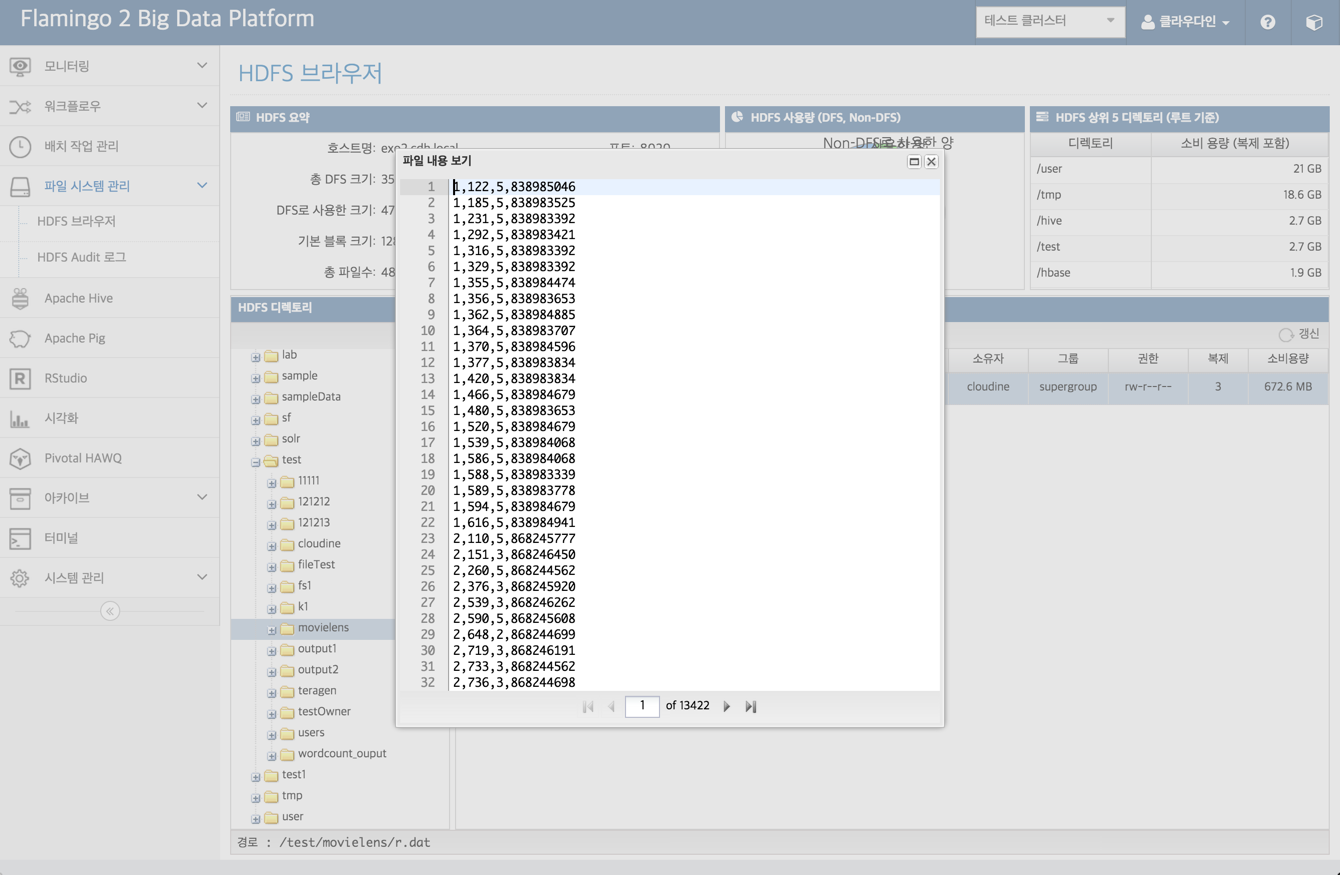 Flamingo 2 Big Data Platform
테스트 클러스터
클라우다인
모니터링
워크플로우
배치 작업 관리
파일 시스템 관리
HDFS 브라우저
HDFS Audit 로그
Apache Hive
Apache Pig
RStudio
시각화
Pivotal HAWQ
아카이브
터미널
시스템 관리
HDFS 브라우저
HDFS 요약
호스트명:
총 DFS 크기: 35
DFS로 사용한 크기: 47
기본 블록 크기: 128
총 파일수: 48
HDFS 사용량 (DFS, Non-DFS)
Non-DFS로 사용한 양
HDFS 상위 5 디렉토리 (루트 기준)
디렉토리 소비 용량 (복제 포함)
/user 21 GB
/tmp 18.6 GB
/hive 2.7 GB
/test 2.7 GB
/hbase 1.9 GB
HDFS 디렉토리
lab
sample
sampleData
sf
solr
test
11111
121212
121213
cloudine
fileTest
fs1
k1
movielens
output1
output2
teragen
testOwner
users
wordcount_ouput
test1
tmp
user
갱신
소유자 그룹 권한 복제 소비용량
cloudine supergroup rw-r--r-- 3 672.6 MB
파일 내용 보기
1 1,122,5,838985046
2 1,185,5,838983525
3 1,231,5,838983392
4 1,292,5,838983421
5 1,316,5,838983392
6 1,329,5,838983392
7 1,355,5,838984474
8 1,356,5,838983653
9 1,362,5,838984885
10 1,364,5,838983707
11 1,370,5,838984596
12 1,377,5,838983834
13 1,420,5,838983834
14 1,466,5,838984679
15 1,480,5,838983653
16 1,520,5,838984679
17 1,539,5,838984068
18 1,586,5,838984068
19 1,588,5,838983339
20 1,589,5,838983778
21 1,594,5,838984679
22 1,616,5,838984941
23 2,110,5,868245777
24 2,151,3,868246450
25 2,260,5,868244562
26 2,376,3,868245920
27 2,539,3,868246262
28 2,590,5,868245608
29 2,648,2,868244699
30 2,719,3,868246191
31 2,733,3,868244562
32 2,736,3,868244698
1 of 13422
경로 : /test/movielens/r.dat